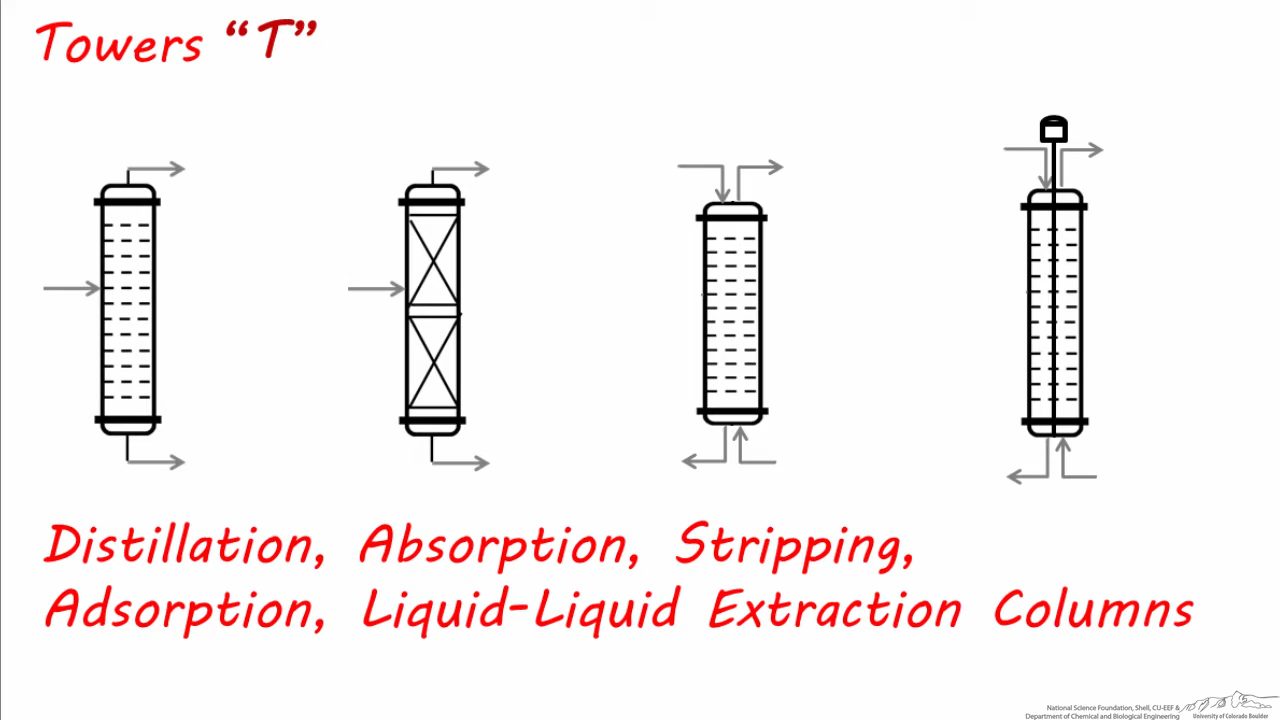 Towers “T”
Distillation, Absorption, Stripping,
Adsorption, Liquid-Liquid Extraction Columns
National Science Foundation, Shell, CU-EEF &
Department of Chemical and Biological Engineering
University of Colorado Boulder